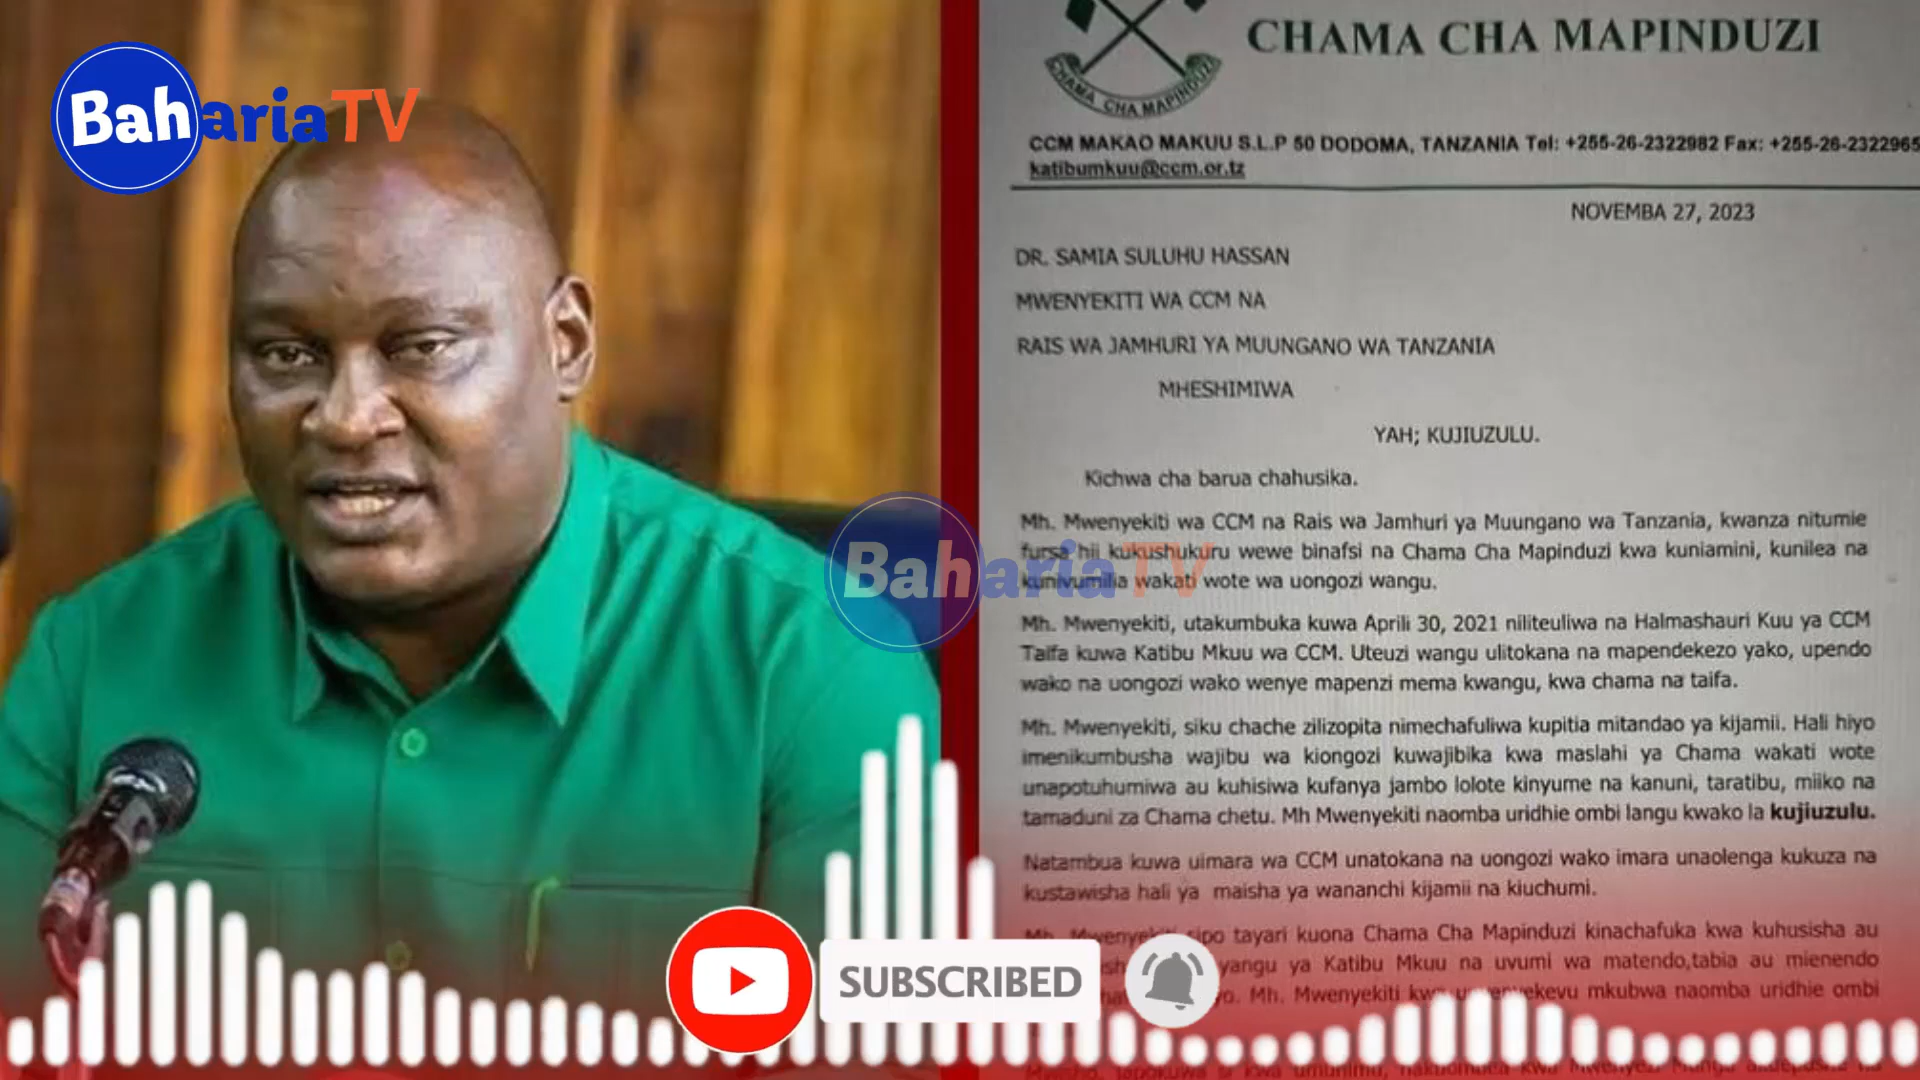 BahariaTV
CHAMA CHA MAPINDUZI
CHAMA CHA MAPINDUZI
CCM MAKAO MAKUU S.L.P 50 DODOMA, TANZANIA Tel: +255-26-2322982 Fax: +255-26-2322965
katibumkuu@ccm.or.tz
NOVEMBA 27, 2023
DR. SAMIA SULUHU HASSAN
MWENYEKITI WA CCM NA
RAIS WA JAMHURI YA MUUNGANO WA TANZANIA
MHESHIMIWA
YAH; KUJIUZULU.
Kichwa cha barua chahusika.
Mh. Mwenyekiti wa CCM na Rais wa Jamhuri ya Muungano wa Tanzania, kwanza nitumie
fursa hii kukushukuru wewe binafsi na Chama Cha Mapinduzi kwa kuniamini, kunilea na
kunivumilia wakati wote wa uongozi wangu.
BahariaTV
Mh. Mwenyekiti, utakumbuka kuwa Aprili 30, 2021 niliteuliwa na Halmashauri Kuu ya CCM
Taifa kuwa Katibu Mkuu wa CCM. Uteuzi wangu ulitokana na mapendekezo yako, upendo
wako na uongozi wako wenye mapenzi mema kwangu, kwa chama na taifa.
Mh. Mwenyekiti, siku chache zilizopita nimechafuliwa kupitia mitandao ya kijamii. Hali hiyo
imenikumbusha wajibu wa kiongozi kuwajibika kwa maslahi ya Chama wakati wote
unapotuhumiwa au kuhisiwa kufanya jambo lolote kinyume na kanuni, taratibu, miiko na
tamaduni za Chama chetu. Mh Mwenyekiti naomba uridhie ombi langu kwako la kujiuzulu.
Natambua kuwa uimara wa CCM unatokana na uongozi wako imara unaolenga kukuza na
kustawisha hali ya maisha ya wananchi kijamii na kiuchumi.
Mh. Mwenyekiti sipo tayari kuona Chama Cha Mapinduzi kinachafuka kwa kuhusisha au
yangu ya Katibu Mkuu na uvumi wa matendo,tabia au mienendo
Mh. Mwenyekiti kwa unyenyekevu mkubwa naomba uridhie ombi
SUBSCRIBED